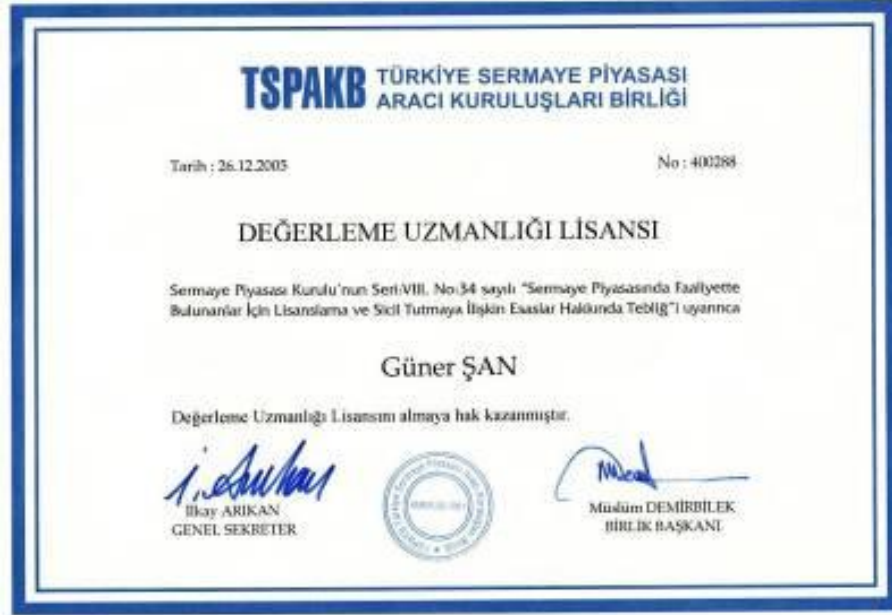 TSPAKB TÜRKİYE SERMAYE PİYASASI
ARACI KURULUŞLARI BİRLİĞİ
Tarih : 26.12.2005
No : 400288
DEĞERLEME UZMANLIĞI LİSANSI
Sermaye Piyasası Kurulu'nun Seri:VIII, No:34 sayılı "Sermaye Piyasasında Faaliyette
Bulunanlar İçin Lisanslama ve Sicil Tutmaya İlişkin Esaslar Hakkında Tebliğ"i uyarınca
Güner ŞAN
Değerleme Uzmanlığı Lisansını almaya hak kazanmıştır.
İlkay ARIKAN
GENEL SEKRETER
Müslüm DEMİRBİLEK
BİRLİK BAŞKANI